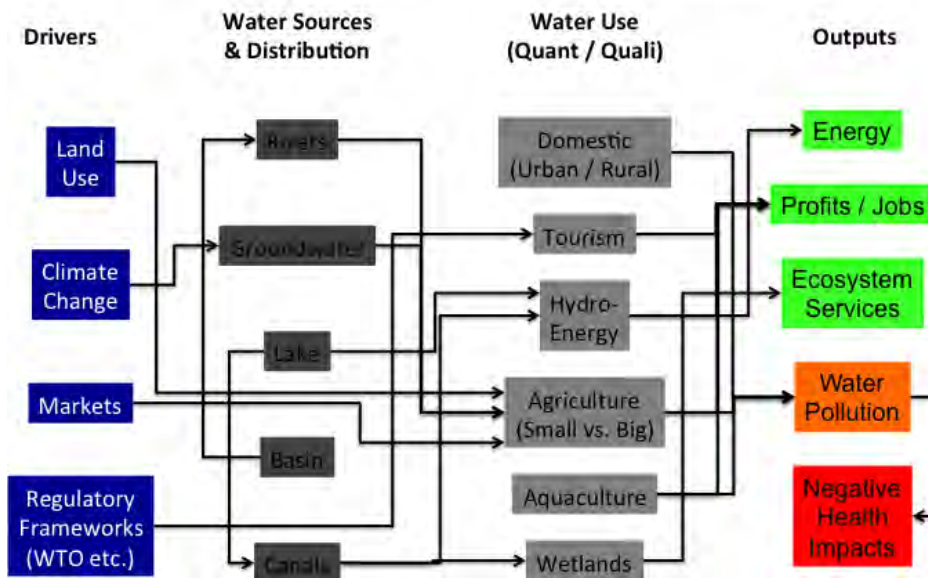 Drivers
Water Sources
& Distribution
Water Use
(Quant / Quali)
Outputs
Land
Use
Climate
Change
Markets
Regulatory
Frameworks
(WTO etc.)
Rivers
Groundwater
Lake
Basin
Canals
Domestic
(Urban / Rural)
Tourism
Hydro-
Energy
Agriculture
(Small vs. Big)
Aquaculture
Wetlands
Energy
Profits / Jobs
Ecosystem
Services
Water
Pollution
Negative
Health
Impacts